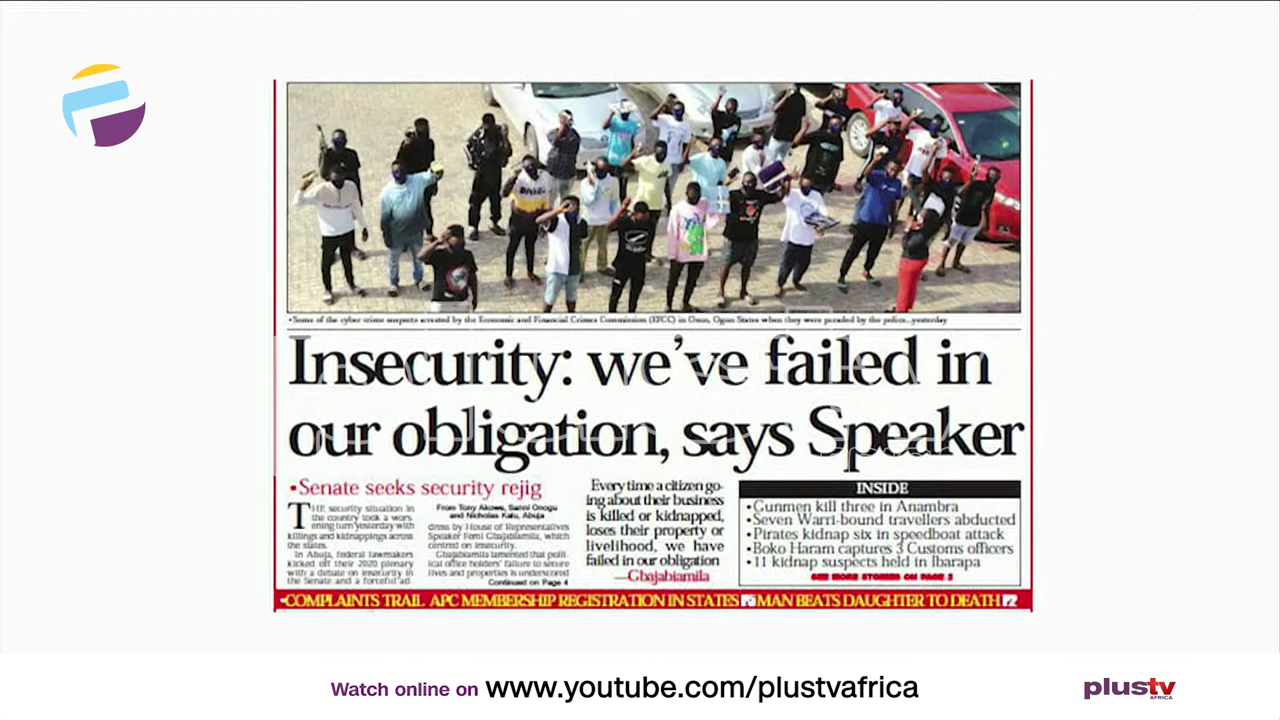 •Some of the cyber crime suspects arrested by the Economic and Financial Crimes Commission (EFCC) in Ogun States when they were paraded by the police...yesterday
Insecurity: we've failed in
our obligation, says Speaker
•Senate seeks security rejig
THE security situation in
the country took a wors-
ening turn yesterday with
killings and kidnappings across
the states.
In Abuja, federal lawmakers
kicked off their 2020 plenary
with a debate on insecurity in
the Senate and a forceful ad-
From Tony Akowe, Sanni Onogu
and Nicholas Kalu, Abuja
dress by House of Representatives
Speaker Femi Gbajabiamila, which
centred on insecurity.
Gbajabiamila lamented that polit-
ical office holders' failure to secure
lives and properties is underscored
Continued on Page 4
Every time a citizen go-
ing about their business
is killed or kidnapped,
loses their property or
livelihood, we have
failed in our obligation
—Gbajabiamila
INSIDE
•Gunmen kill three in Anambra
•Seven Warri-bound travellers abducted
•Pirates kidnap six in speedboat attack
•Boko Haram captures 3 Customs officers
•11 kidnap suspects held in Ibarapa
SEE MORE STORIES ON PAGE 2
•COMPLAINTS TRAIL APC MEMBERSHIP REGISTRATION IN STATES MAN BEATS DAUGHTER TO DEATH P2
Watch online on www.youtube.com/plustvafrica
plustv
AFRICA